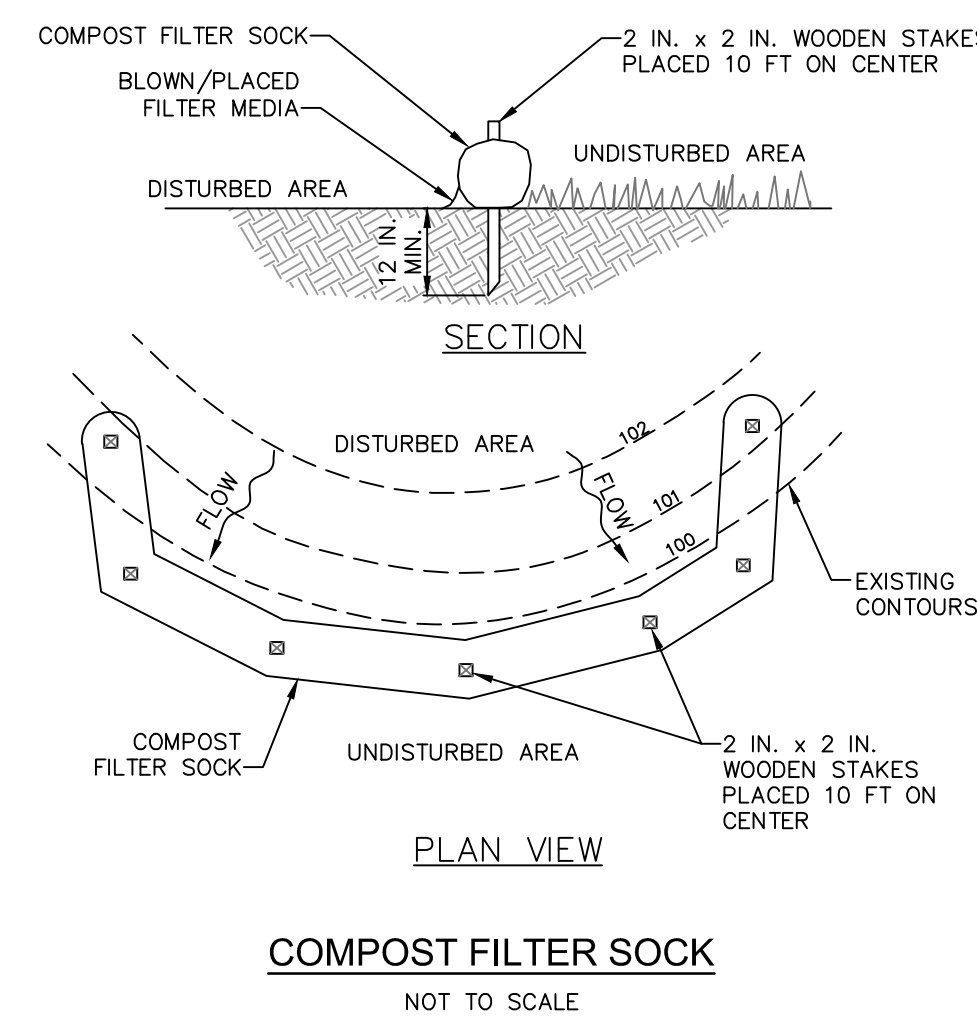 COMPOST FILTER SOCK
2 IN. x 2 IN. WOODEN STAKES
PLACED 10 FT ON CENTER
BLOWN/PLACED
FILTER MEDIA
UNDISTURBED AREA
DISTURBED AREA
12 IN.
MIN.
SECTION
DISTURBED AREA
102
FLOW
FLOW
101
100
EXISTING
CONTOURS
COMPOST
FILTER SOCK
UNDISTURBED AREA
2 IN. x 2 IN.
WOODEN STAKES
PLACED 10 FT ON
CENTER
PLAN VIEW
COMPOST FILTER SOCK
NOT TO SCALE